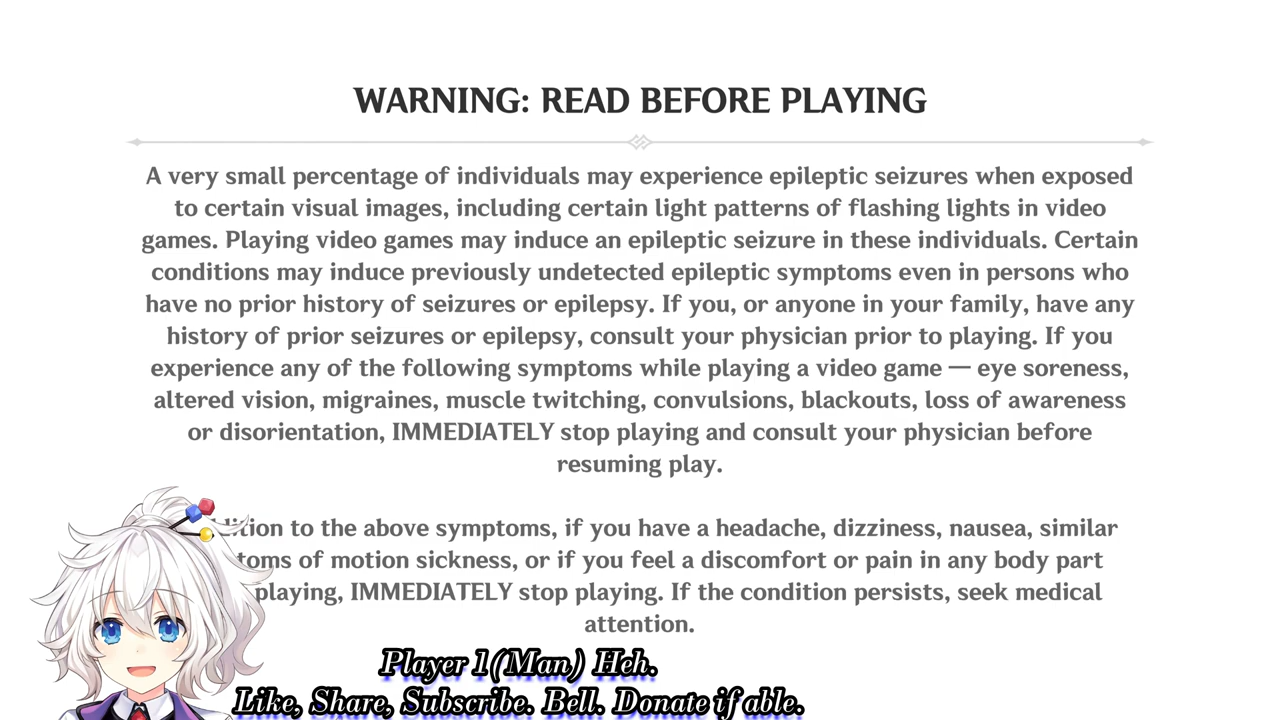 WARNING: READ BEFORE PLAYING
A very small percentage of individuals may experience epileptic seizures when exposed
to certain visual images, including certain light patterns of flashing lights in video
games. Playing video games may induce an epileptic seizure in these individuals. Certain
conditions may induce previously undetected epileptic symptoms even in persons who
have no prior history of seizures or epilepsy. If you, or anyone in your family, have any
history of prior seizures or epilepsy, consult your physician prior to playing. If you
experience any of the following symptoms while playing a video game — eye soreness,
altered vision, migraines, muscle twitching, convulsions, blackouts, loss of awareness
or disorientation, IMMEDIATELY stop playing and consult your physician before
resuming play.
to the above symptoms, if you have a headache, dizziness, nausea, similar
of motion sickness, or if you feel a discomfort or pain in any body part
playing, IMMEDIATELY stop playing. If the condition persists, seek medical
attention.
Player 1(Man) Heh.
Like, Share, Subscribe. Bell. Donate if able.